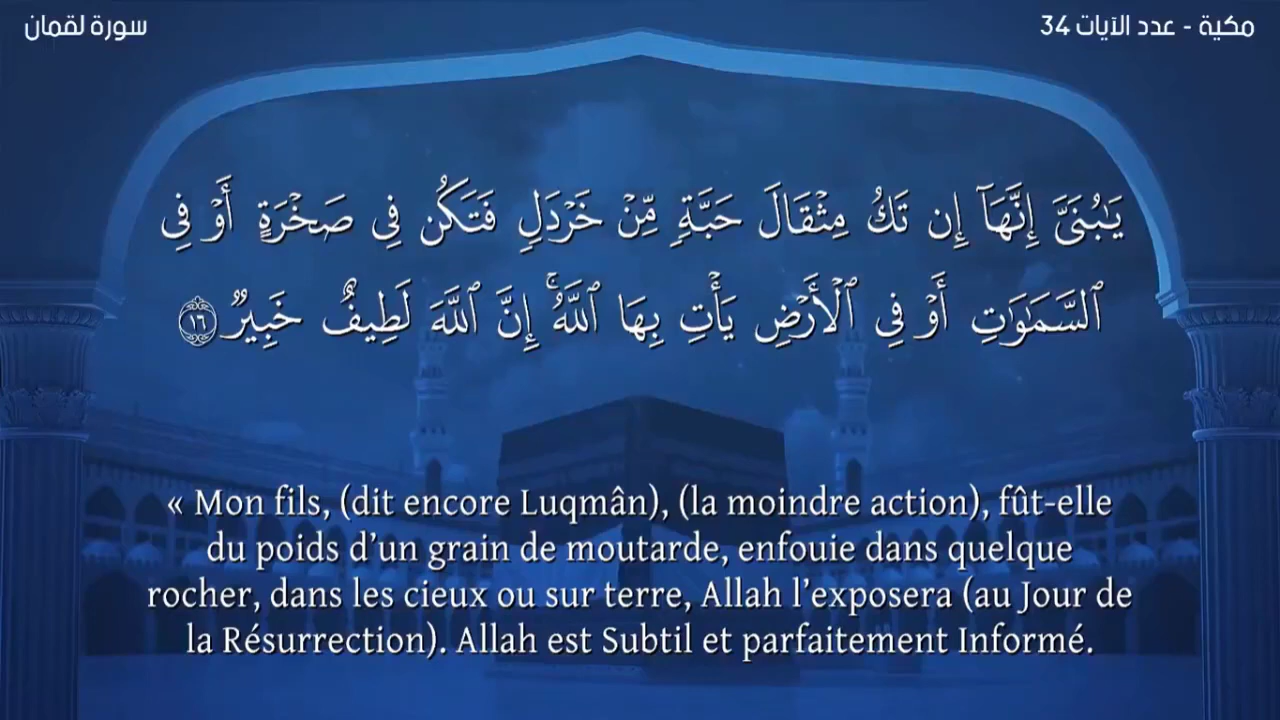 مكية - عدد الآيات 34
سورة لقمان
يَـٰبُنَىَّ إِنَّهَآ إِن تَكُ مِثْقَالَ حَبَّةٍ مِّنْ خَرْدَلٍ فَتَكُن فِى صَخْرَةٍ أَوْ فِى
ٱلسَّمَـٰوَٰتِ أَوْ فِى ٱلْأَرْضِ يَأْتِ بِهَا ٱللَّهُ ۚ إِنَّ ٱللَّهَ لَطِيفٌ خَبِيرٌ ١٦
« Mon fils, (dit encore Luqmân), (la moindre action), fût-elle
du poids d’un grain de moutarde, enfouie dans quelque
rocher, dans les cieux ou sur terre, Allah l’exposera (au Jour de
la Résurrection). Allah est Subtil et parfaitement Informé.